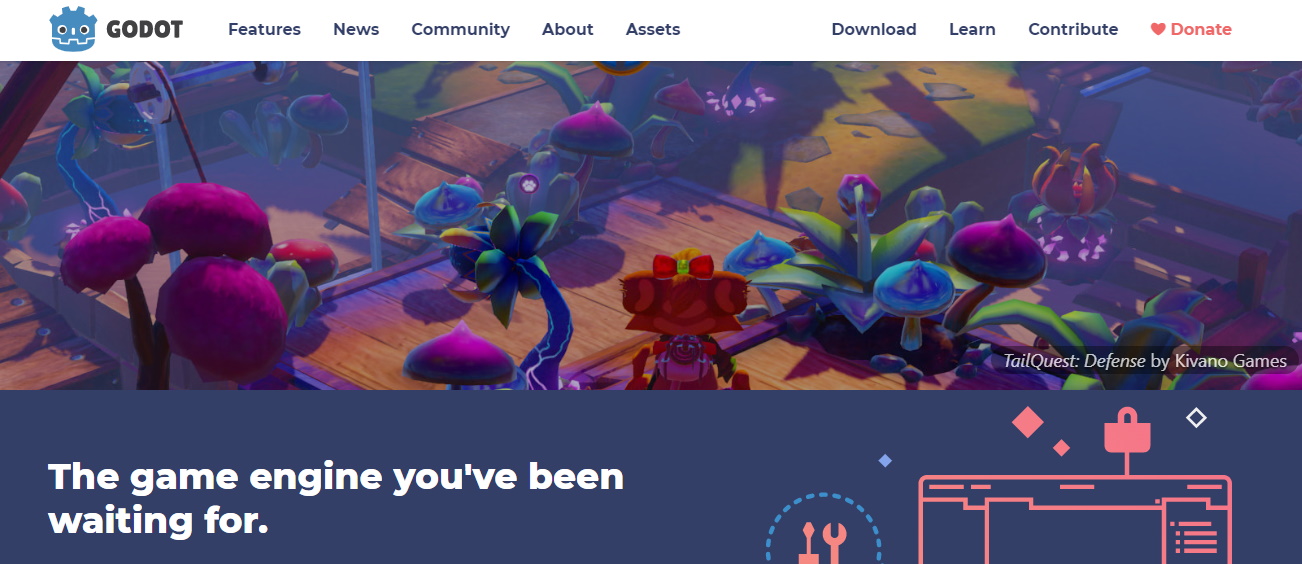 GODOT Features News Community About Assets Download Learn Contribute Donate
TailQuest: Defense by Kivano Games
The game engine you've been
waiting for.